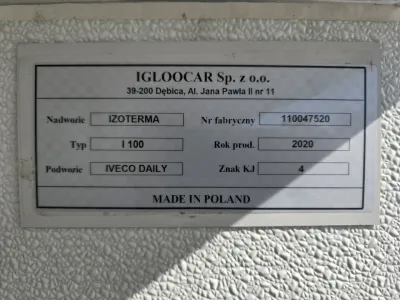 IGLOOCAR Sp. z o.o.
39-200 Dębica, Al. Jana Pawla II nr 11
Nadwozie IZOTERMA Nr fabryczny 110047520
Typ I 100 Rok prod. 2020
Podwozie IVECO DAILY Znak KJ 4
MADE IN POLAND